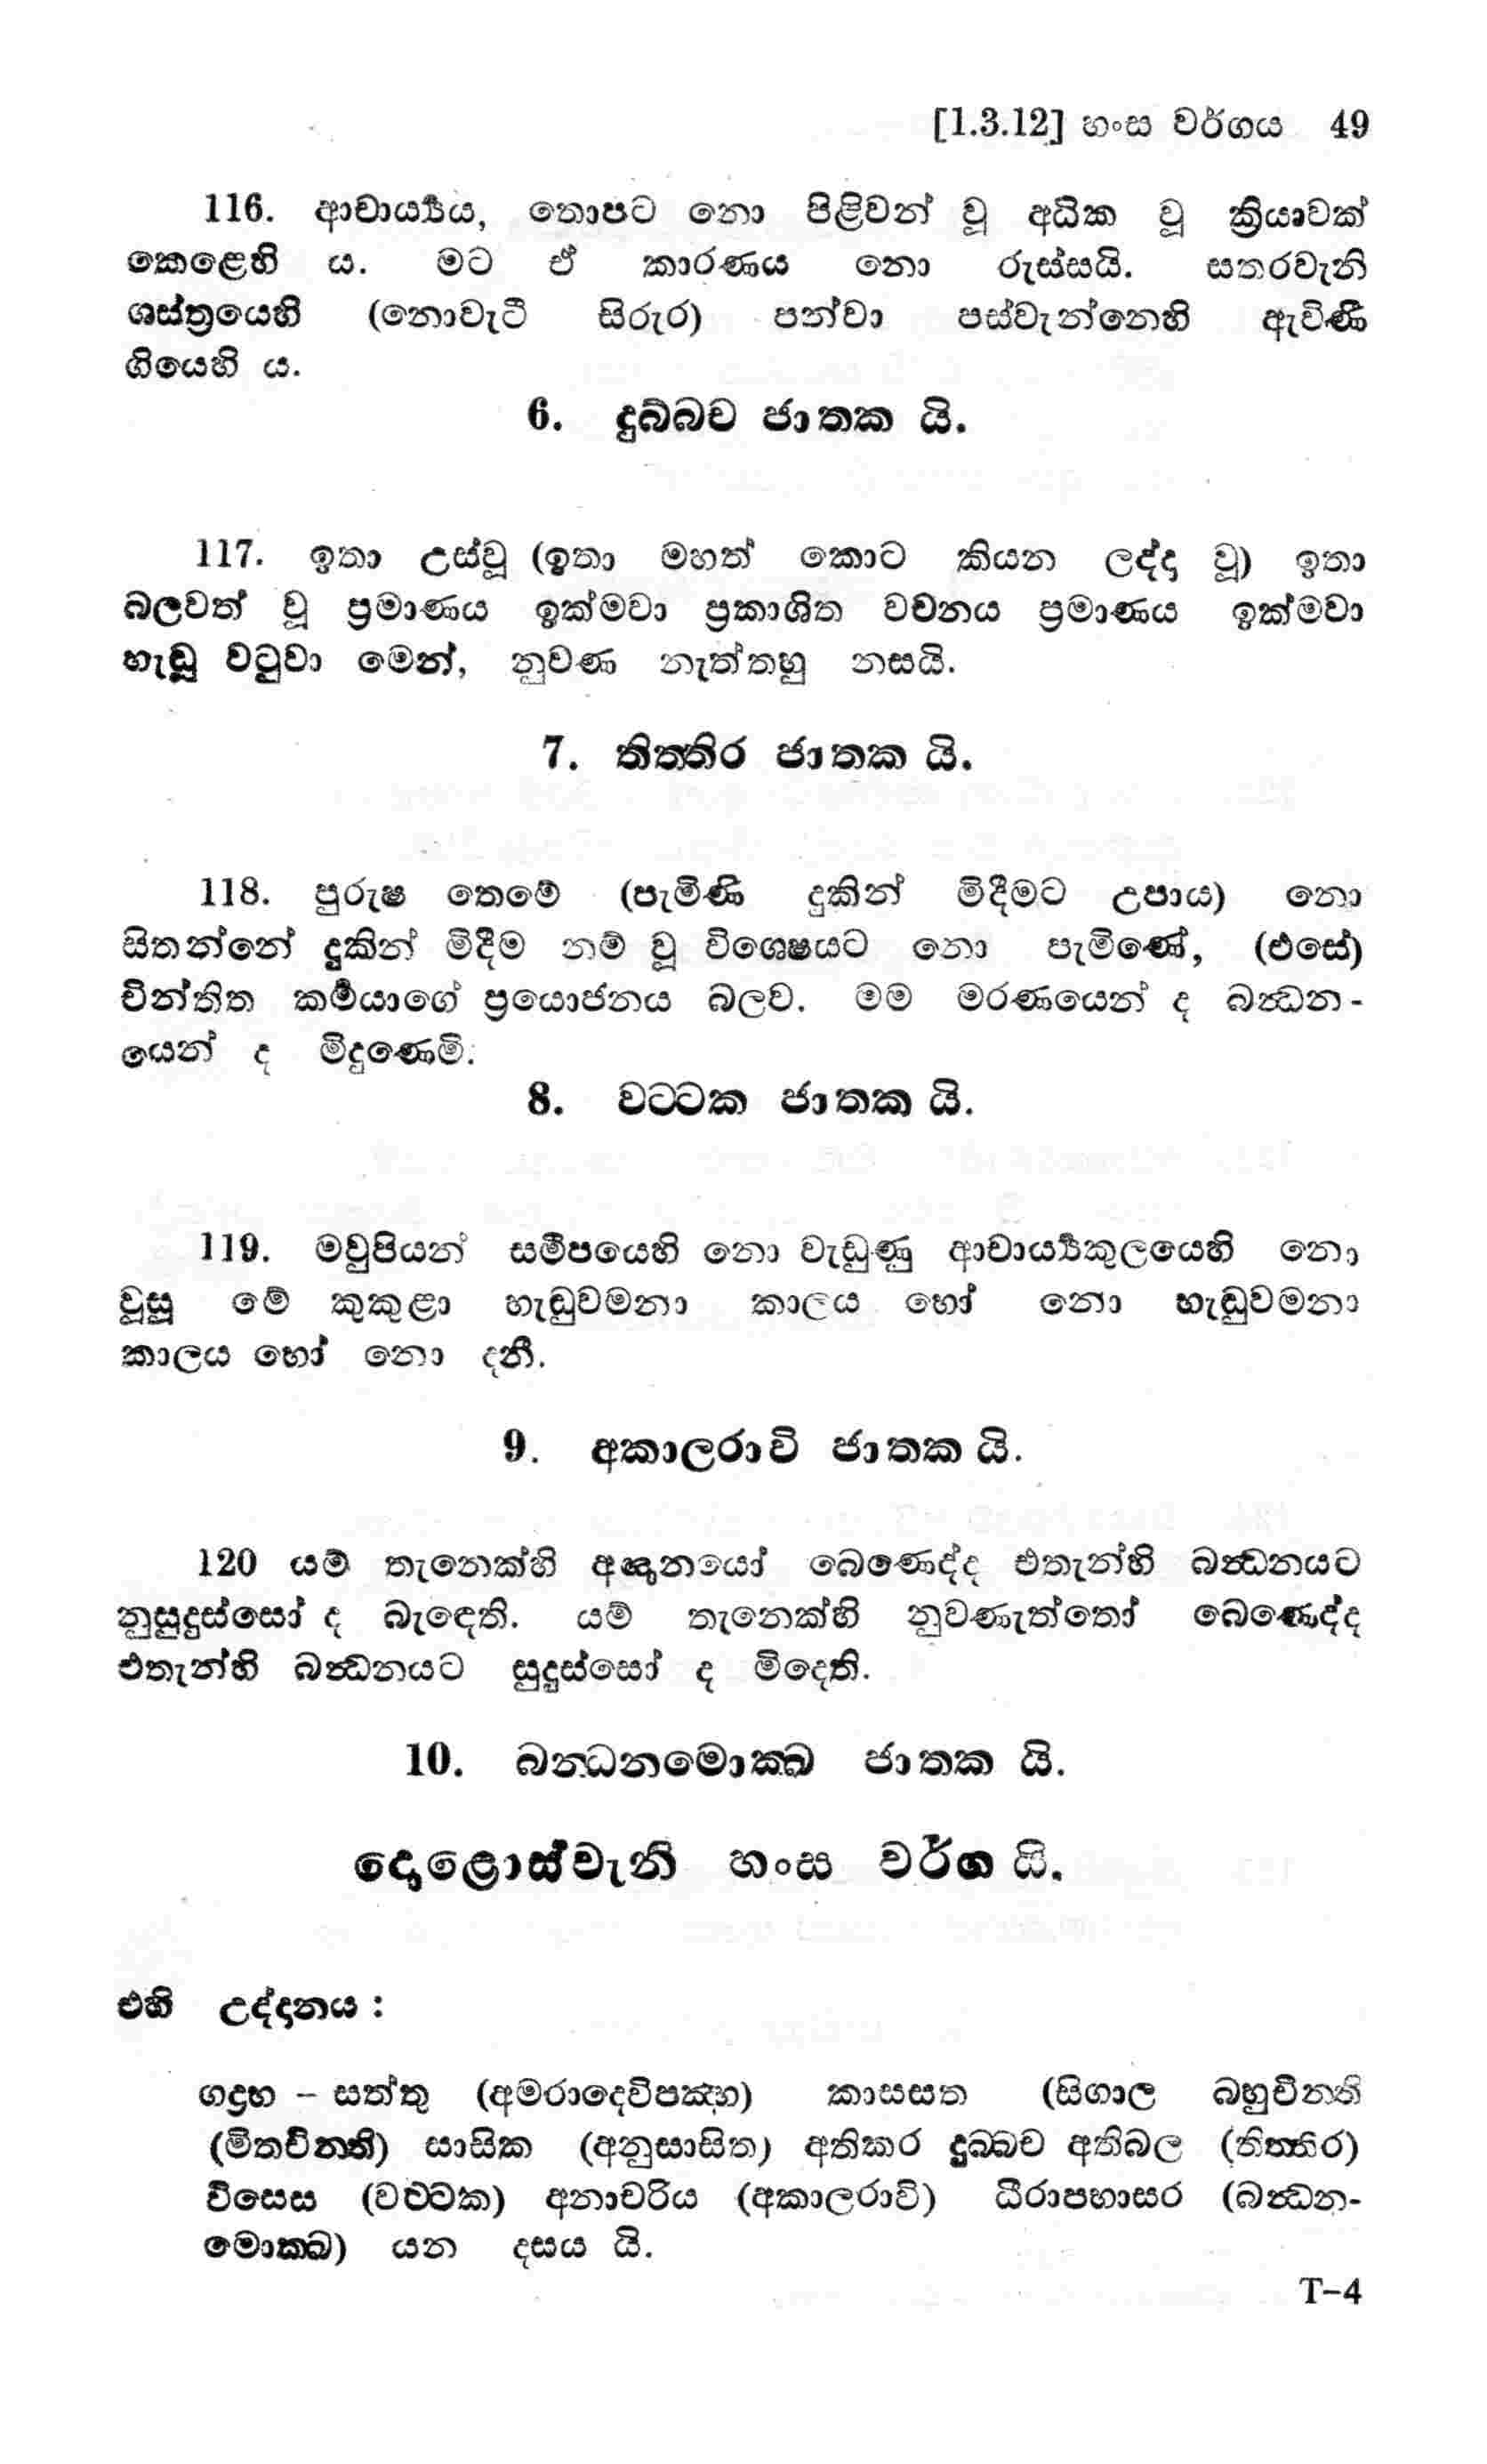 [1.3.12] හංස වර්ගය 49
116. ආචාර්‍ය්‍යය, තොපට නො පිළිවන් වූ අධික වූ ක්‍රියාවක්
කෙළෙහි ය. මට ඒ කාරණය නො රුස්සයි. සතරවැනි
ශස්ත්‍රයෙහි (නොවැටී සිරුර) පන්වා පස්වැන්නෙහි ඇවිණී
ගියෙහි ය.
6. දුබ්බච ජාතක යි.
117. ඉතා උස්වූ (ඉතා මහත් කොට කියන ලද්ද වූ) ඉතා
බලවත් වූ ප්‍රමාණය ඉක්මවා ප්‍රකාශිත වචනය ප්‍රමාණය ඉක්මවා
හැඬූ වටුවා මෙන්, නුවණ නැත්තහු නසයි.
7. තිත්‍තිර ජාතක යි.
118. පුරුෂ තෙමේ (පැමිණි දුකින් මිදීමට උපාය) නො
සිතන්නේ දුකින් මිදීම නම් වූ විශෙෂයට නො පැමිණේ, (එසේ)
චින්තිත කර්‍මයාගේ ප්‍රයොජනය බලව. මම මරණයෙන් ද බන්‍ධන-
යෙන් ද මිදුණෙමි.
8. වට්ටක ජාතක යි.
119. මවුපියන් සමීපයෙහි නො වැඩුණු ආචාර්‍ය්‍යකුලයෙහි නො
වූසූ මේ කුකුළා හැඬුවමනා කාලය හෝ නො හැඬුවමනා
කාලය හෝ නො දනී.
9. අකාලරාවි ජාතක යි.
120 යම් තැනෙක්හි අඥානයෝ බෙණෙද්ද එතැන්හි බන්‍ධනයට
නුසුදුස්සෝ ද බැඳෙති. යම් තැනෙක්හි නුවණැත්තෝ බෙණෙද්ද
එතැන්හි බන්‍ධනයට සුදුස්සෝ ද මිදෙති.
10. බන්‍ධනමොක්‍ඛ ජාතක යි.
දොළොස්වැනි හංස වර්ග යි.
එහි උද්දානය :
ගද්‍රභ - සත්තු (අමරාදෙවිපඤ්හ) කාසසත (සිගාල බහුචින්‍තී
(මිතචින්‍තී) සාසික (අනුසාසිත) අතිකර දුබ්බච අතිබල (තිත්‍තිර)
විසෙස (වට්ටක) අනාචරිය (අකාලරාවි) ධීරාපභාසර (බන්‍ධන-
මොක්‍ඛ) යන දසය යි.
T-4